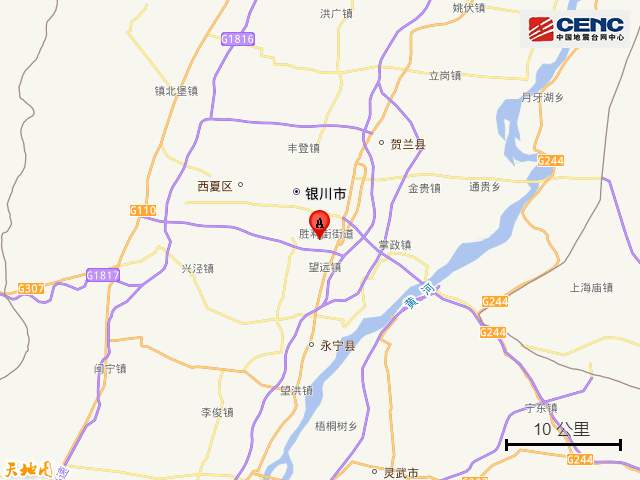 洪广镇
姚伏镇
CENC
中国地震台网中心
G1816
立岗镇
镇北堡镇
月牙湖乡
丰登镇
贺兰县
G244
西夏区
银川市
金贵镇
通贵乡
G110
A
胜利街街道
掌政镇
兴泾镇
望远镇
G1817
G307
黄河
上海庙镇
G244
G244
永宁县
闽宁镇
望洪镇
李俊镇
宁东镇
梧桐树乡
10 公里
G244
天地图
灵武市